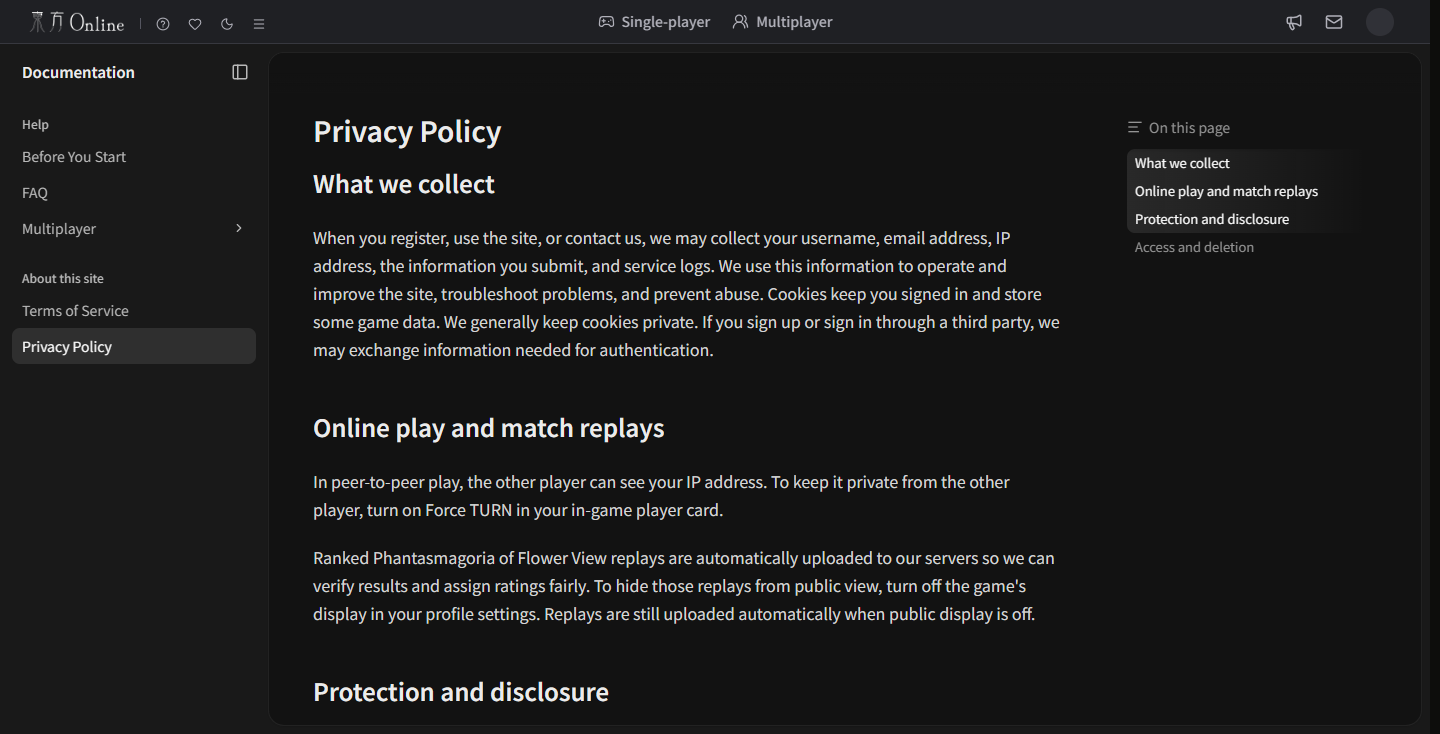 東方Online
Single-player
Multiplayer
Documentation
Help
Before You Start
FAQ
Multiplayer
About this site
Terms of Service
Privacy Policy
Privacy Policy
What we collect
When you register, use the site, or contact us, we may collect your username, email address, IP
address, the information you submit, and service logs. We use this information to operate and
improve the site, troubleshoot problems, and prevent abuse. Cookies keep you signed in and store
some game data. We generally keep cookies private. If you sign up or sign in through a third party, we
may exchange information needed for authentication.
Online play and match replays
In peer-to-peer play, the other player can see your IP address. To keep it private from the other
player, turn on Force TURN in your in-game player card.
Ranked Phantasmagoria of Flower View replays are automatically uploaded to our servers so we can
verify results and assign ratings fairly. To hide those replays from public view, turn off the game's
display in your profile settings. Replays are still uploaded automatically when public display is off.
Protection and disclosure
On this page
What we collect
Online play and match replays
Protection and disclosure
Access and deletion